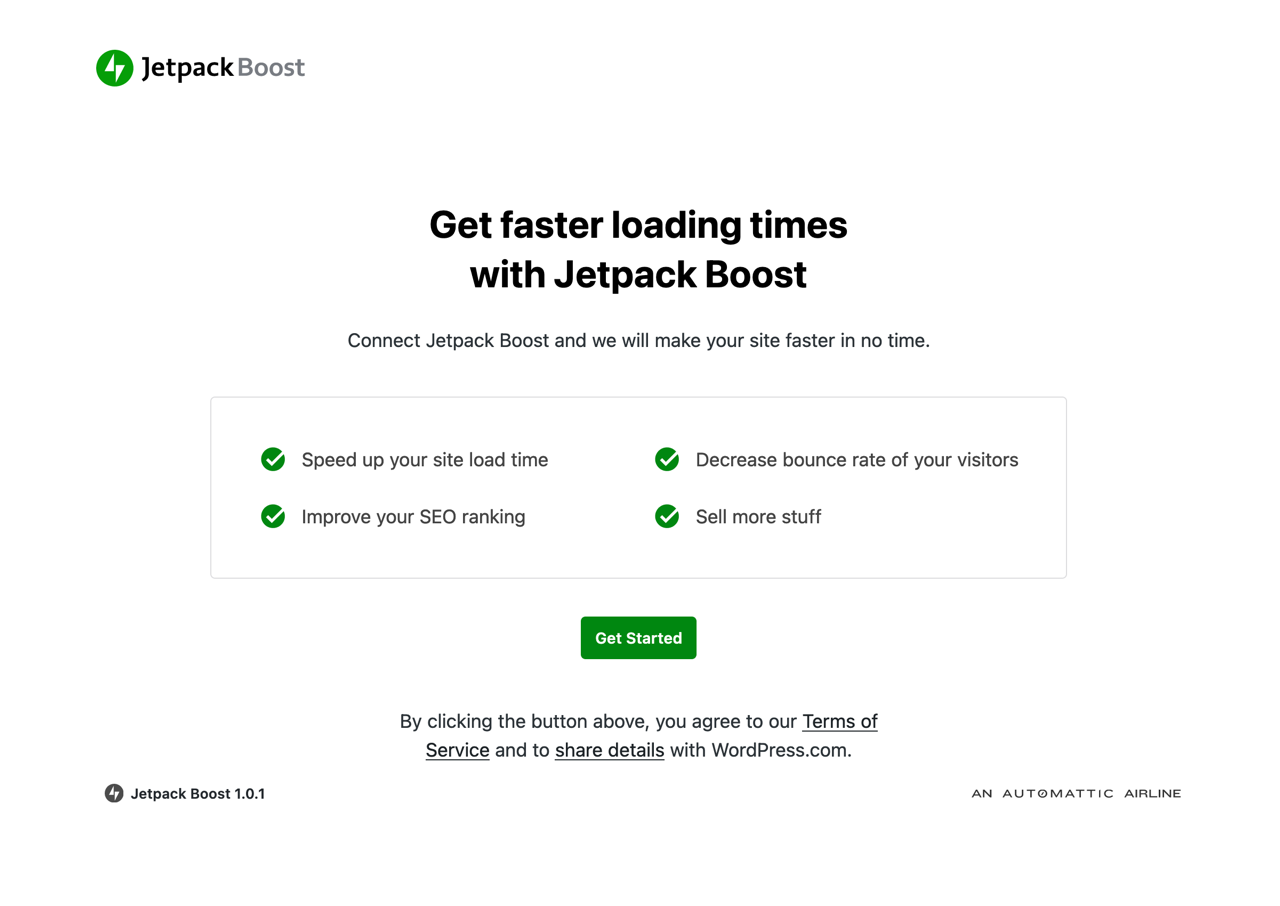 Jetpack Boost
Get faster loading times
with Jetpack Boost
Connect Jetpack Boost and we will make your site faster in no time.
Speed up your site load time
Decrease bounce rate of your visitors
Improve your SEO ranking
Sell more stuff
Get Started
By clicking the button above, you agree to our Terms of
Service and to share details with WordPress.com.
Jetpack Boost 1.0.1
AN AUTOMATTIC AIRLINE